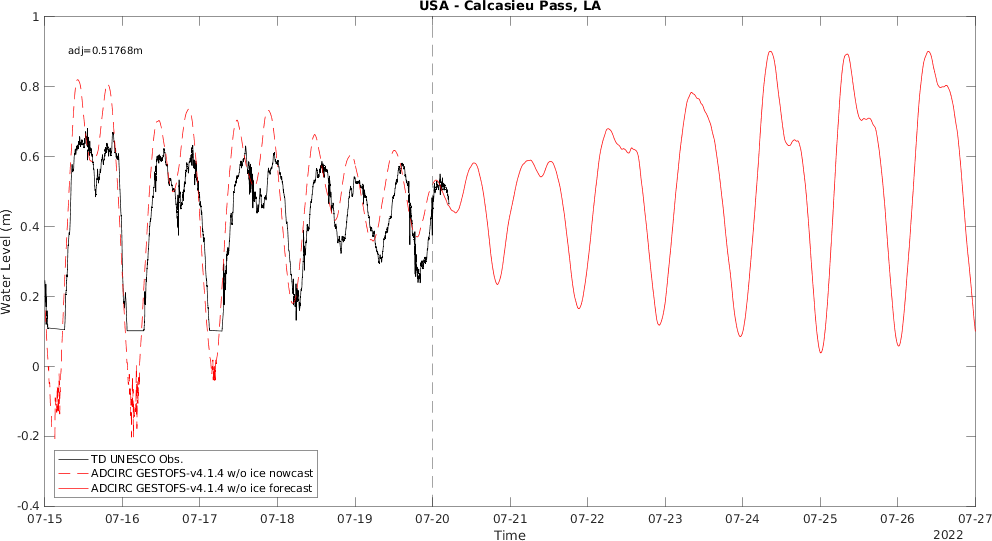 USA - Calcasieu Pass, LA
adj=0.51768m
Water Level (m)
1
0.8
0.6
0.4
0.2
0
-0.2
-0.4
TD UNESCO Obs.
ADCIRC GESTOFS-v4.1.4 w/o ice nowcast
ADCIRC GESTOFS-v4.1.4 w/o ice forecast
07-15 07-16 07-17 07-18 07-19 07-20 07-21 07-22 07-23 07-24 07-25 07-26 07-27
Time
2022